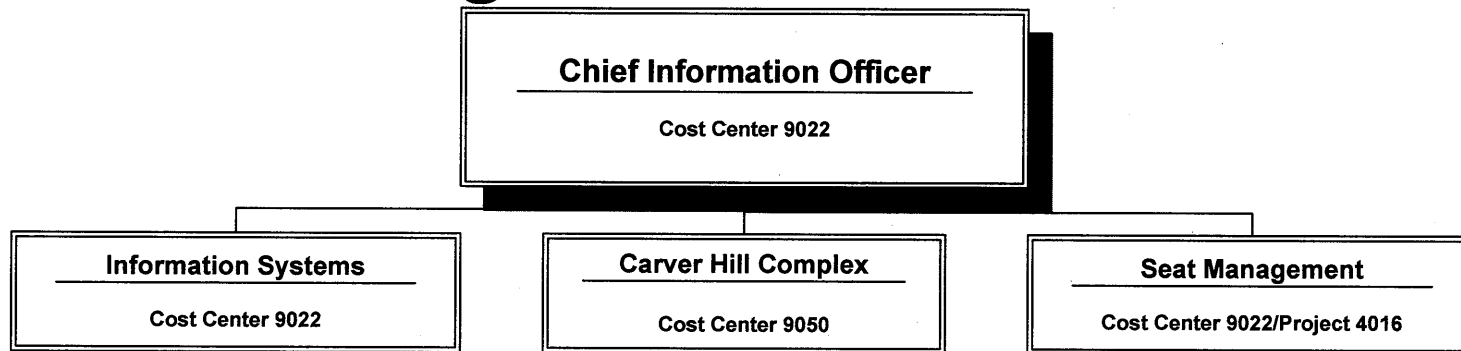 Chief Information Officer
Cost Center 9022
Information Systems
Cost Center 9022
Carver Hill Complex
Cost Center 9050
Seat Management
Cost Center 9022/Project 4016